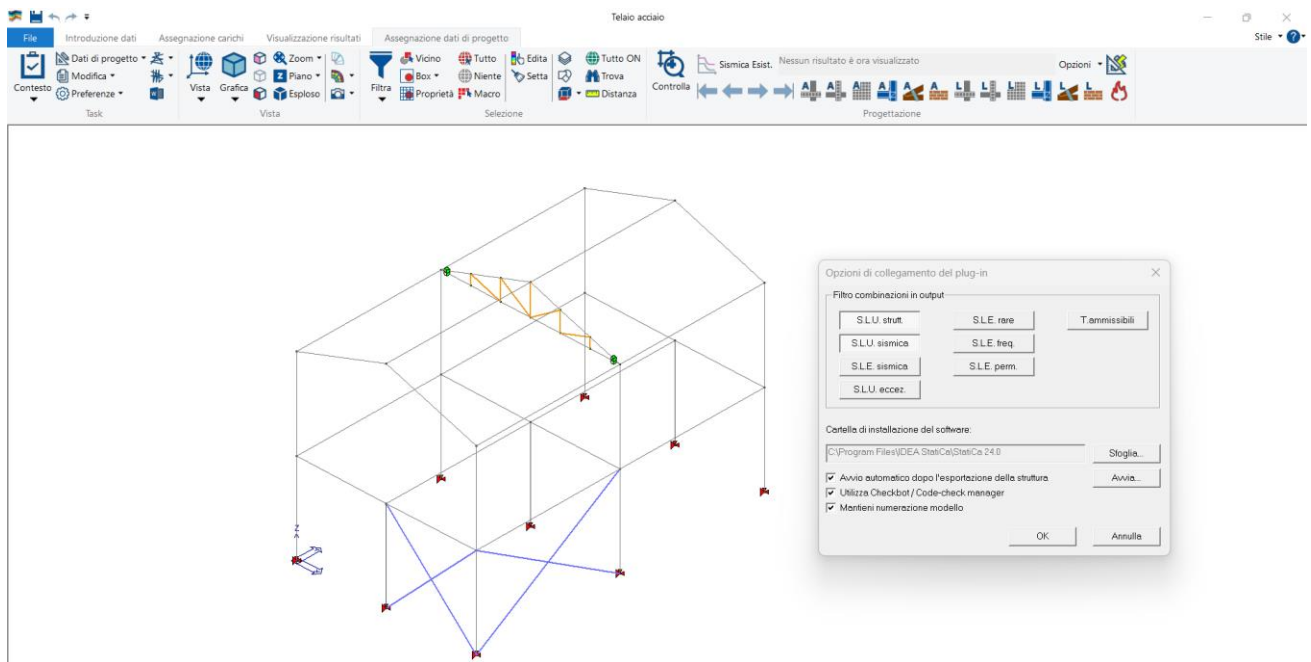 Telaio acciaio
File Introduzione dati Assegnazione carichi Visualizzazione risultati Assegnazione dati di progetto Stile
Dati di progetto Zoom Vicino Tutto Edita Tutto ON Sismica Esist. Nessun risultato è ora visualizzato Opzioni
Modifica Piano Box Niente Setta Trova
Contesto Preferenze Vista Grafica Esploso Filtra Proprietà Macro Distanza Controlla
Task Vista Selezione Progettazione
Opzioni di collegamento del plug-in
Filtro combinazioni in output
S.L.U. strutt. S.L.E. rare T.ammissibili
S.L.U. sismica S.L.E. freq.
S.L.E. sismica S.L.E. perm.
S.L.U. eccez.
Cartella di installazione del software:
C:\Program Files\IDEA StatiCa\StatiCa 24.0 Sfoglia...
Avvio automatico dopo l'esportazione della struttura Avvia...
Utilizza Checkbot / Code-check manager
Mantieni numerazione modello
OK Annulla
Z